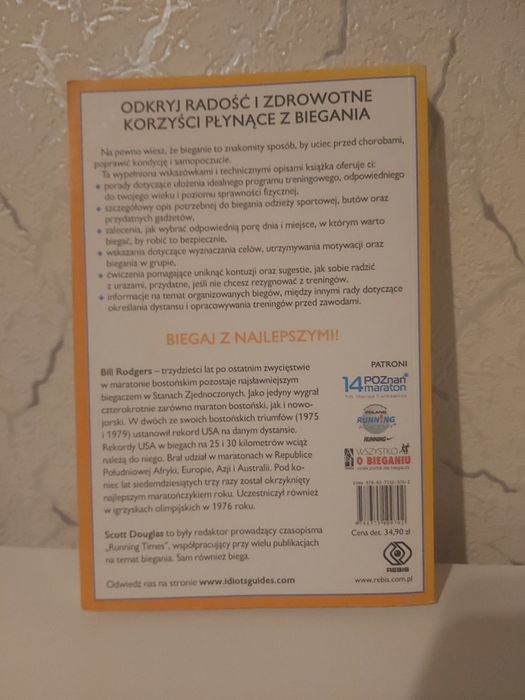 ODKRYJ RADOŚĆ I ZDROWOTNE
KORZYŚCI PŁYNĄCE Z BIEGANIA
Na pewno wiesz, że bieganie to znakomity sposób, by uciec przed chorobami,
poprawić kondycję i samopoczucie.
Ta wypełniona wskazówkami i technicznymi opisami książka oferuje ci:
• porady dotyczące ułożenia idealnego programu treningowego, odpowiedniego
do twojego wieku i poziomu sprawności fizycznej,
• szczegółowy opis potrzebnej do biegania odzieży sportowej, butów oraz
przydatnych gadżetów,
• zalecenia, jak wybrać odpowiednią porę dnia i miejsce, w którym warto
biegać, by robić to bezpiecznie,
• wskazania dotyczące wyznaczania celów, utrzymywania motywacji oraz
biegania w grupie,
• ćwiczenia pomagające uniknąć kontuzji oraz sugestie, jak sobie radzić
z urazami, przydatne, jeśli nie chcesz rezygnować z treningów,
• informacje na temat organizowanych biegów, między innymi rady dotyczące
określania dystansu i opracowywania treningów przed zawodami.
BIEGAJ Z NAJLEPSZYMI!
Bill Rodgers – trzydzieści lat po ostatnim zwycięstwie
w maratonie bostońskim pozostaje najsławniejszym
biegaczem w Stanach Zjednoczonych. Jako jedyny wygrał
czterokrotnie zarówno maraton bostoński, jak i nowo-
jorski. W dwóch ze swoich bostońskich triumfów (1975
i 1979) ustanowił rekord USA na danym dystansie.
Rekordy USA w biegach na 25 i 30 kilometrów wciąż
należą do niego. Brał udział w maratonach w Republice
Południowej Afryki, Europie, Azji i Australii. Pod ko-
niec lat siedemdziesiątych trzy razy został okrzyknięty
najlepszym maratończykiem roku. Uczestniczył również
w igrzyskach olimpijskich w 1976 roku.
Scott Douglas to były redaktor prowadzący czasopisma
„Running Times”, współpracujący przy wielu publikacjach
na temat biegania. Sam również biega.
Odwiedź nas na stronie www.idiotsguides.com
PATRONI
14 POZnań
maraton
POLAND
RUNNING
RUNNING
WSZYSTKO
O BIEGANIU
Cena det. 34,90 zł
REBIS
www.rebis.com.pl